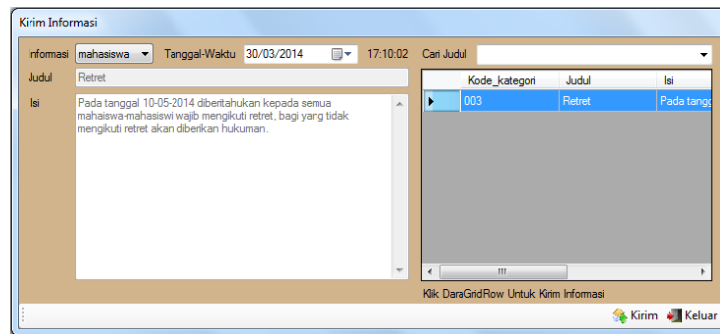 Kirim Informasi
nformasi mahasiswa Tanggal-Waktu 30/03/2014 17:10:02 Cari Judul
Judul Retret
Isi Pada tanggal 10-05-2014 diberitahukan kepada semua
mahaiswa-mahasiswi wajib mengikuti retret, bagi yang tidak
mengikuti retret akan diberikan hukuman.
Kode_kategori Judul Isi
003 Retret Pada tangg
Klik DaraGridRow Untuk Kirim Informasi
Kirim Keluar